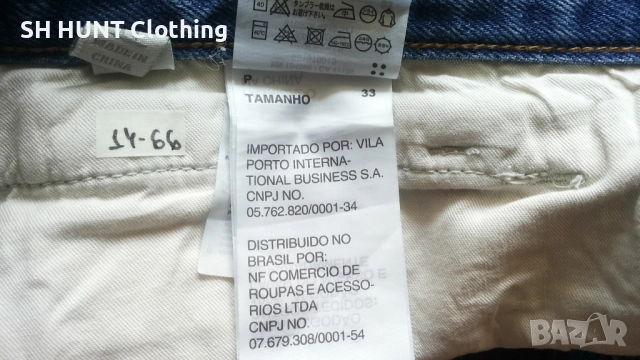 SH HUNT Clothing
MADE IN
CHINA
40
14-66
TAMANHO 33
IMPORTADO POR: VILA
PORTO INTERNA-
TIONAL BUSINESS S.A.
CNPJ NO.
05.762.820/0001-34
DISTRIBUIDO NO
BRASIL POR:
NF COMERCIO DE
ROUPAS E ACESSO-
RIOS LTDA
CNPJ NO.
07.679.308/0001-54
BAZAR